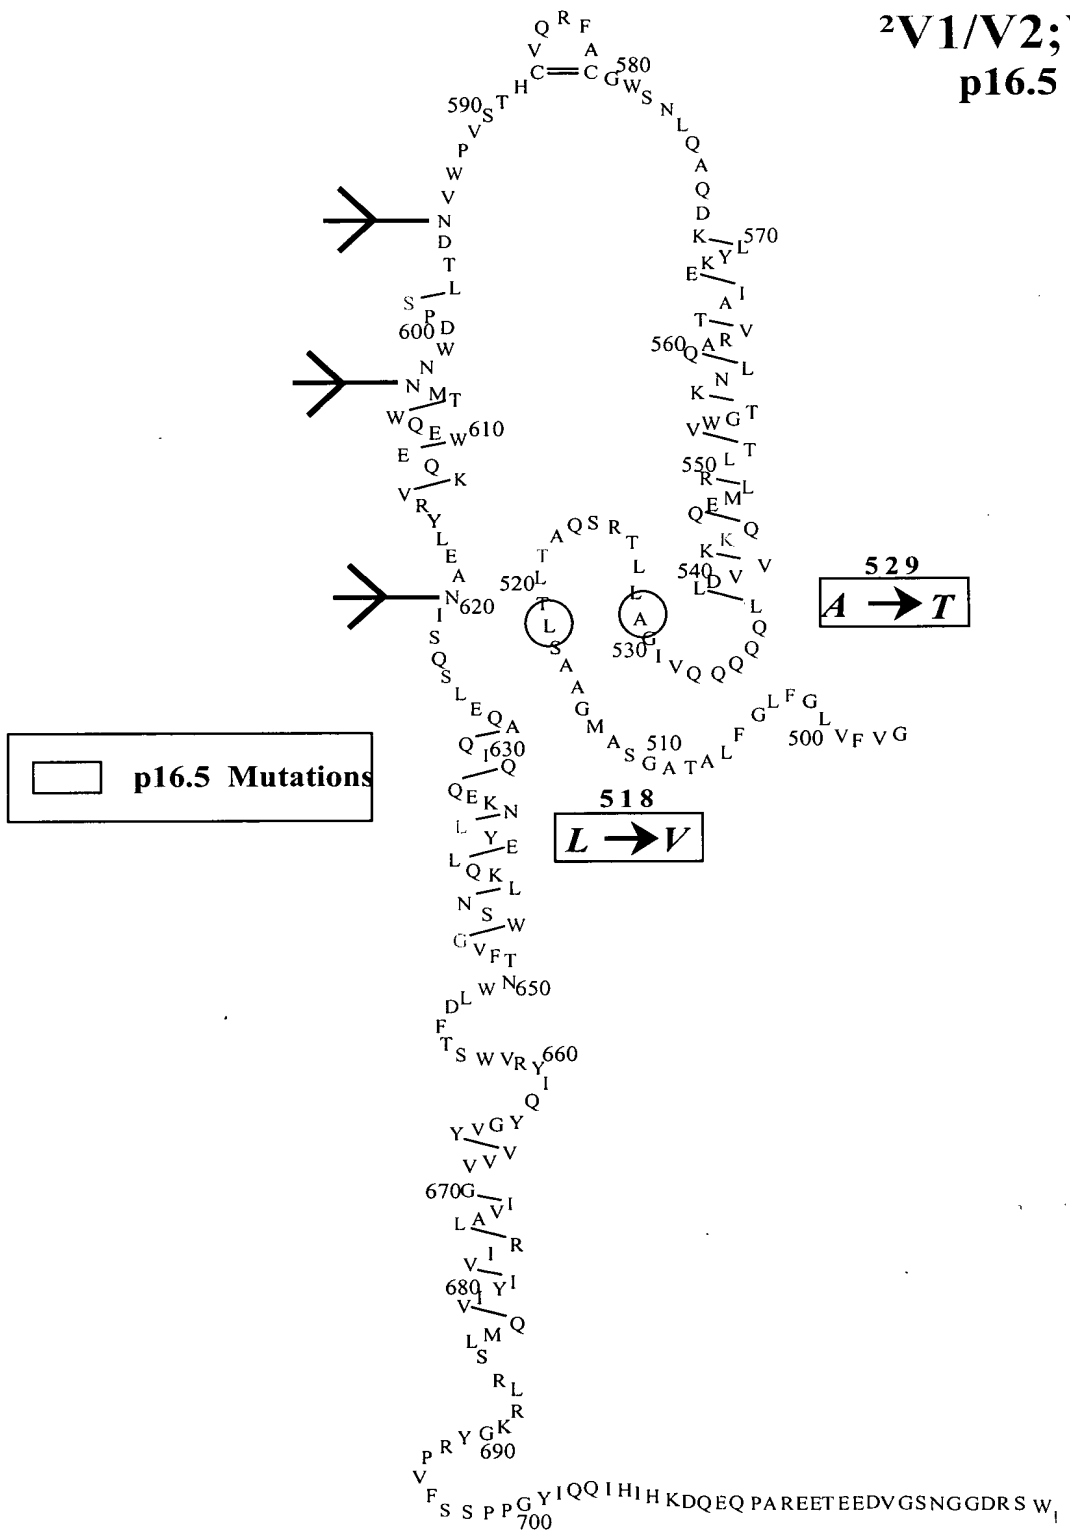 ²V1/V2;
p16.5
G V F V L
500
G F L G F L A T A G
510
S A M G A A S L T
520
L T A Q S R T L L A G
530
I V Q Q Q Q Q L L D
540
V V K K Q E M Q L R
550
L T V W G T K N L Q
560
A R V T A I E K Y L
570
K D Q A Q L N S W
580
G C A F R Q V C H T S
590
V P W V N D T L S P
600
D W N N M T W Q E W
610
E Q K V R Y L E A N
620
I S Q S L E Q A Q I
630
Q Q E K N L Y E L Q K L N S W G V F T N
650
W L D F T S W V R Y
660
I Q Y G V Y V V V G
670
I V A L R I V I Y I
680
V Q M L S R L R K G
690
Y R P V F S S P P G
700
Y I Q Q I H I H K D Q E Q P A R E E T E E D V G S N G G D R S W
529
A → T
518
L → V
p16.5 Mutations